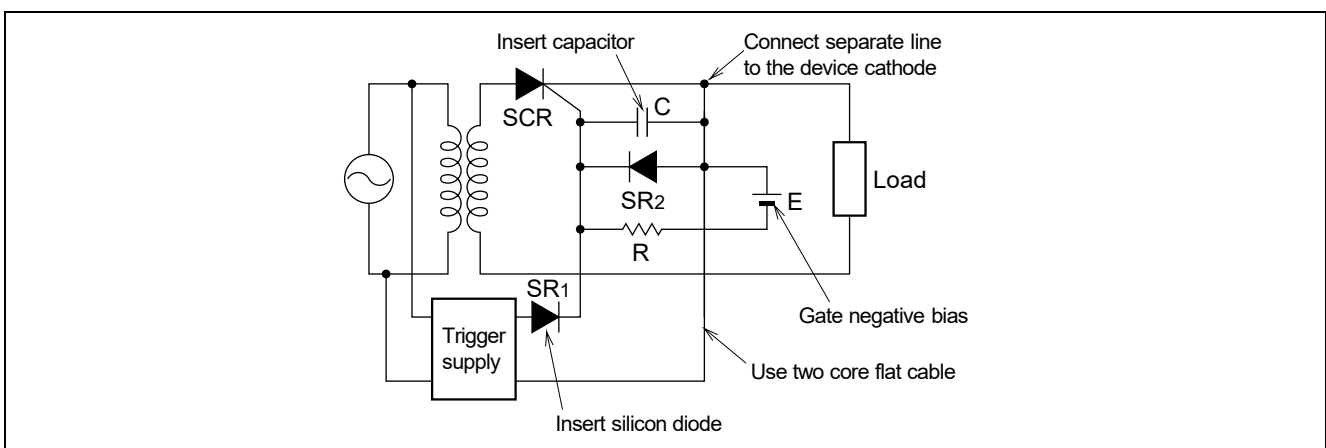 Insert capacitor
Connect separate line
to the device cathode
SCR
C
SR2
E
Load
R
SR1
Trigger
supply
Gate negative bias
Use two core flat cable
Insert silicon diode